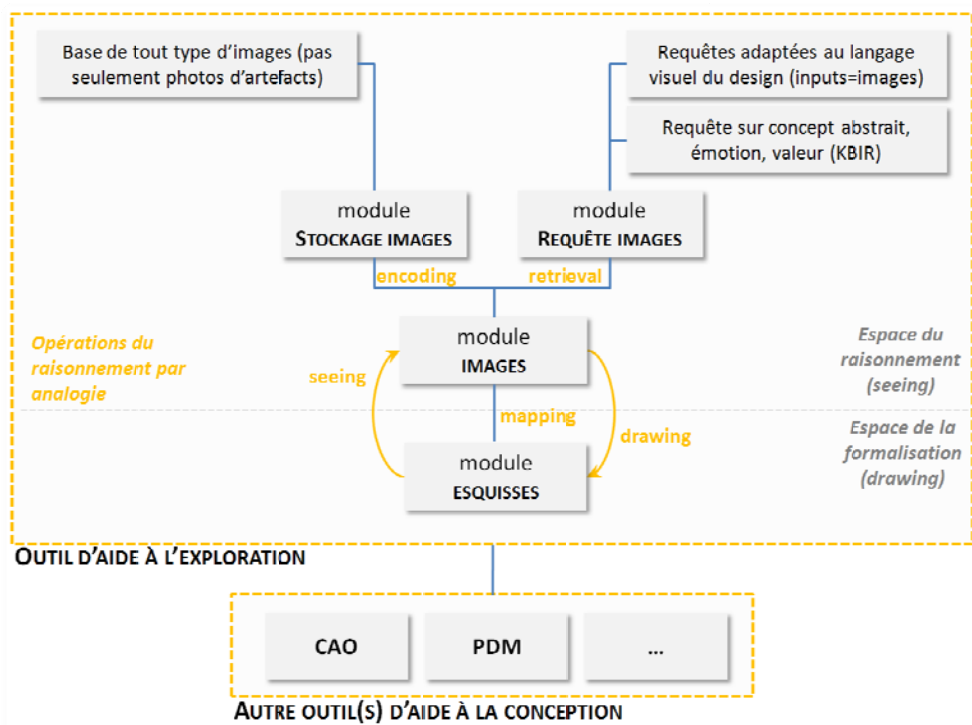 Base de tout type d'images (pas
seulement photos d'artefacts)
Requêtes adaptées au langage
visuel du design (inputs=images)
Requête sur concept abstrait,
émotion, valeur (KBIR)
module
STOCKAGE IMAGES
module
REQUÊTE IMAGES
encoding
retrieval
Opérations du
raisonnement par
analogie
seeing
module
IMAGES
Espace du
raisonnement
(seeing)
mapping
drawing
Espace de la
formalisation
(drawing)
module
ESQUISSES
OUTIL D'AIDE À L'EXPLORATION
CAO
PDM
...
AUTRE OUTIL(S) D'AIDE À LA CONCEPTION